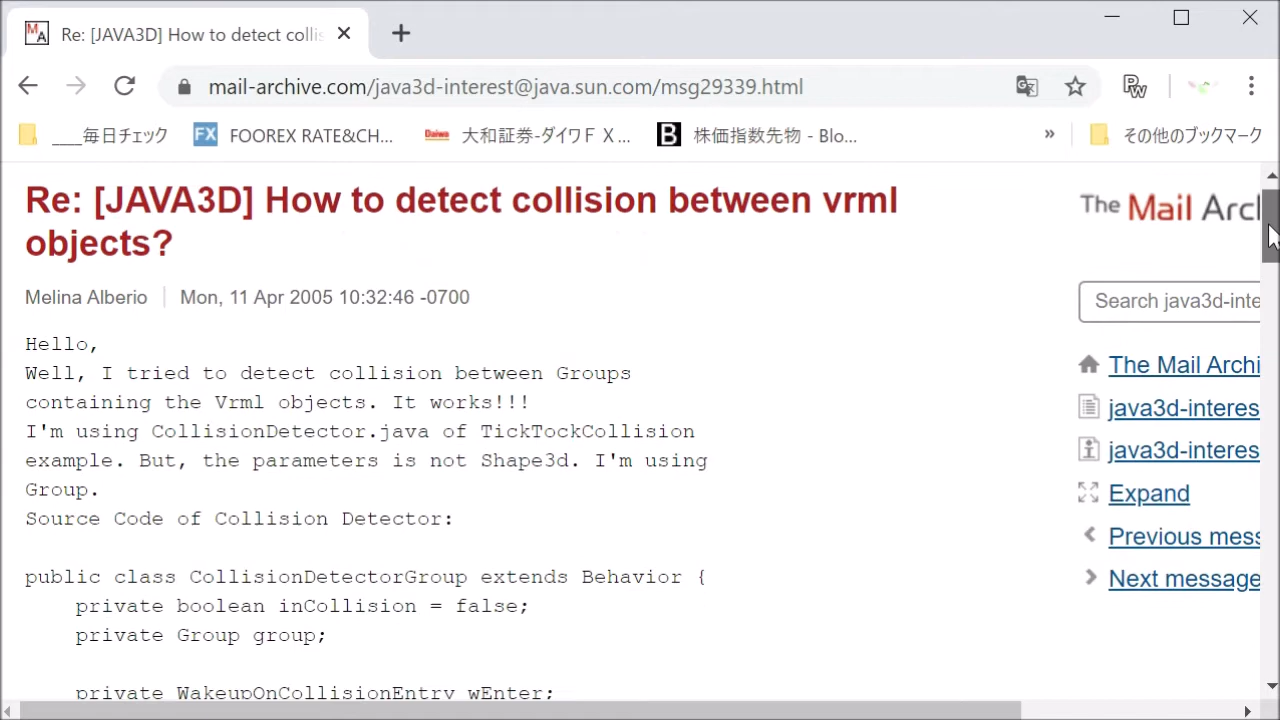 Re: [JAVA3D] How to detect collis
mail-archive.com/java3d-interest@java.sun.com/msg29339.html
____毎日チェック
FX FOOREX RATE&CH...
Daiwa 大和証券-ダイワＦＸ...
B 株価指数先物 - Blo...
»
その他のブックマーク
Re: [JAVA3D] How to detect collision between vrml
objects?
The Mail Arc
Melina Alberio
Mon, 11 Apr 2005 10:32:46 -0700
Search java3d-inte
Hello,
Well, I tried to detect collision between Groups
containing the Vrml objects. It works!!!
I'm using CollisionDetector.java of TickTockCollision
example. But, the parameters is not Shape3d. I'm using
Group.
Source Code of Collision Detector:
public class CollisionDetectorGroup extends Behavior {
private boolean inCollision = false;
private Group group;
private WakeupOnCollisionEntry wEnter;
The Mail Archi
java3d-interes
java3d-interes
Expand
Previous mess
Next message